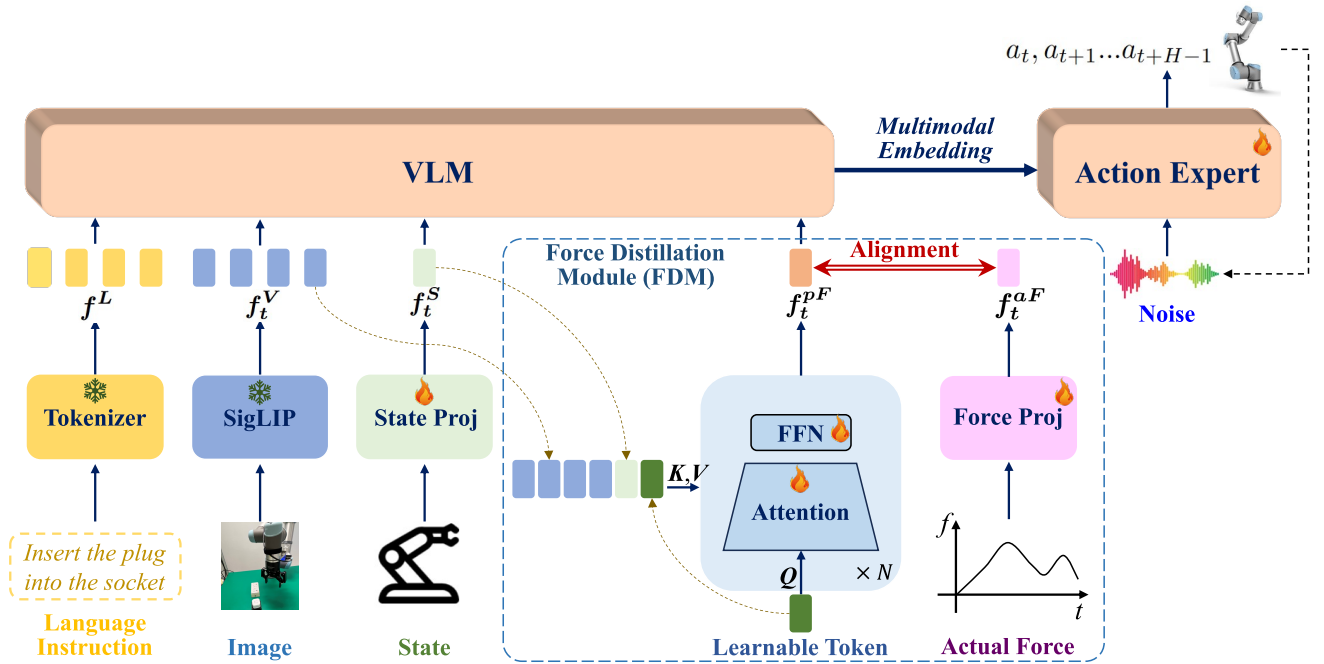 a_t, a_{t+1}...a_{t+H-1}
VLM
Multimodal
Embedding
Action Expert
Force Distillation
Module (FDM)
Alignment
f^L
f_t^V
f_t^S
f_t^{pF}
f_t^{aF}
Noise
Tokenizer
SigLIP
State Proj
FFN
Force Proj
K,V
Attention
Insert the plug
into the socket
f
Q
× N
t
Language
Instruction
Image
State
Learnable Token
Actual Force